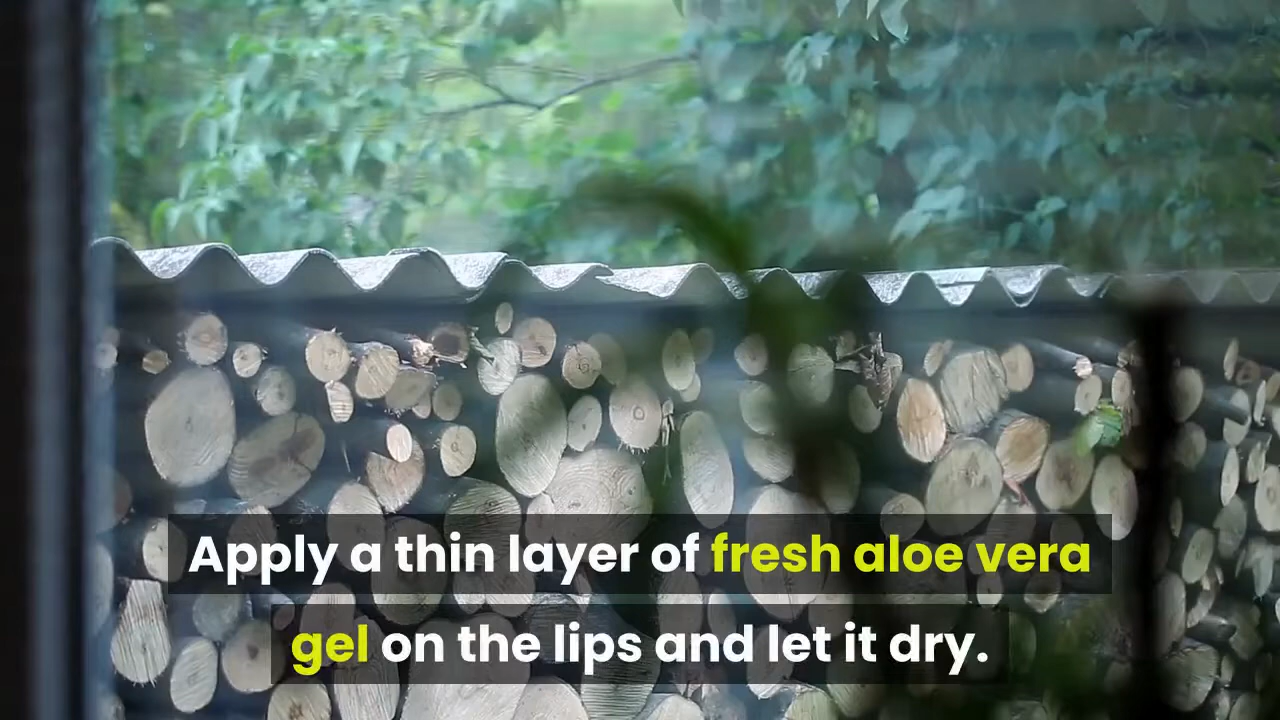 Apply a thin layer of fresh aloe vera
gel on the lips and let it dry.